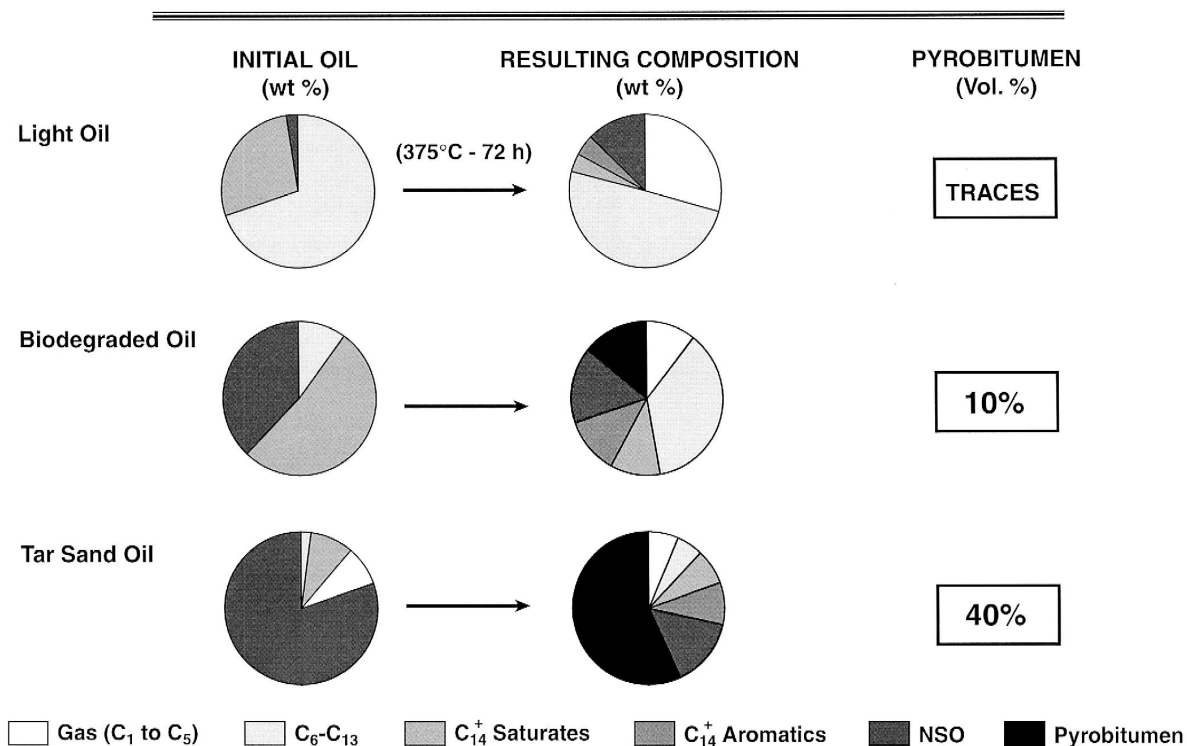 INITIAL OIL
(wt %)
RESULTING COMPOSITION
(wt %)
PYROBITUMEN
(Vol. %)
Light Oil
(375°C - 72 h)
TRACES
Biodegraded Oil
10%
Tar Sand Oil
40%
Gas (C₁ to C₅)
C₆-C₁₃
C₁₄⁺ Saturates
C₁₄⁺ Aromatics
NSO
Pyrobitumen